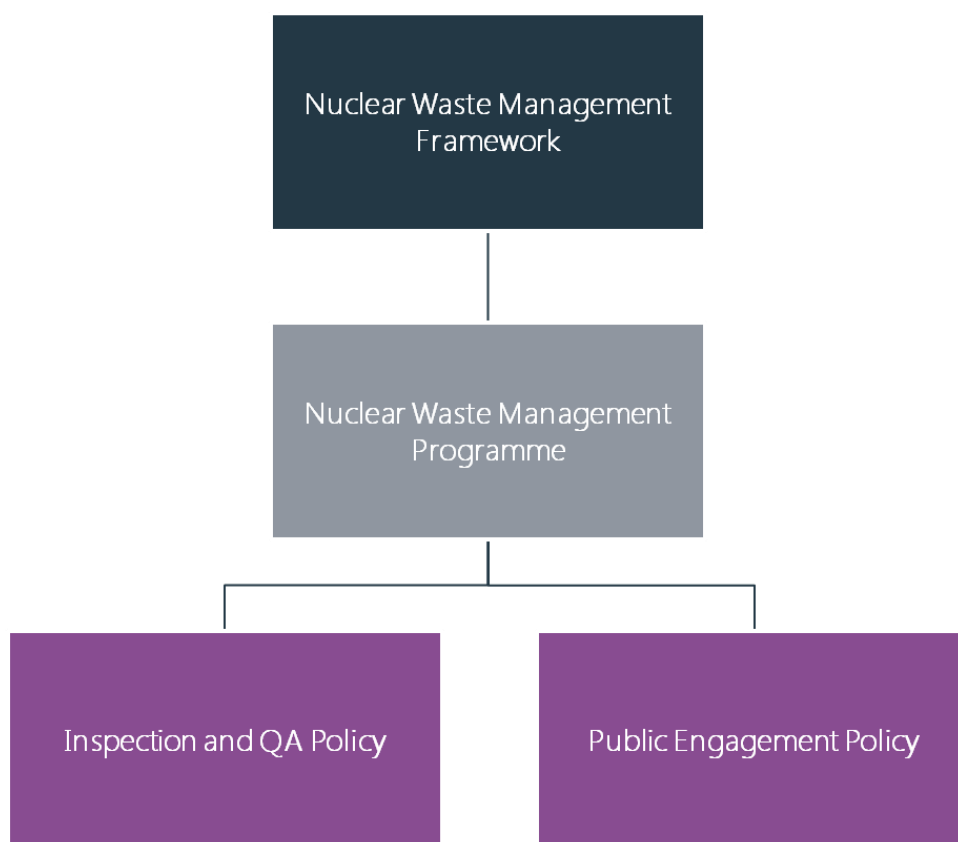 Nuclear Waste Management
Framework
Nuclear Waste Management
Programme
Inspection and QA Policy
Public Engagement Policy